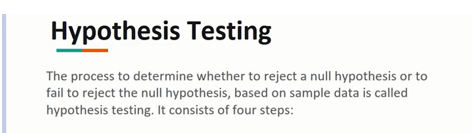 Hypothesis Testing
The process to determine whether to reject a null hypothesis or to
fail to reject the null hypothesis, based on sample data is called
hypothesis testing. It consists of four steps: